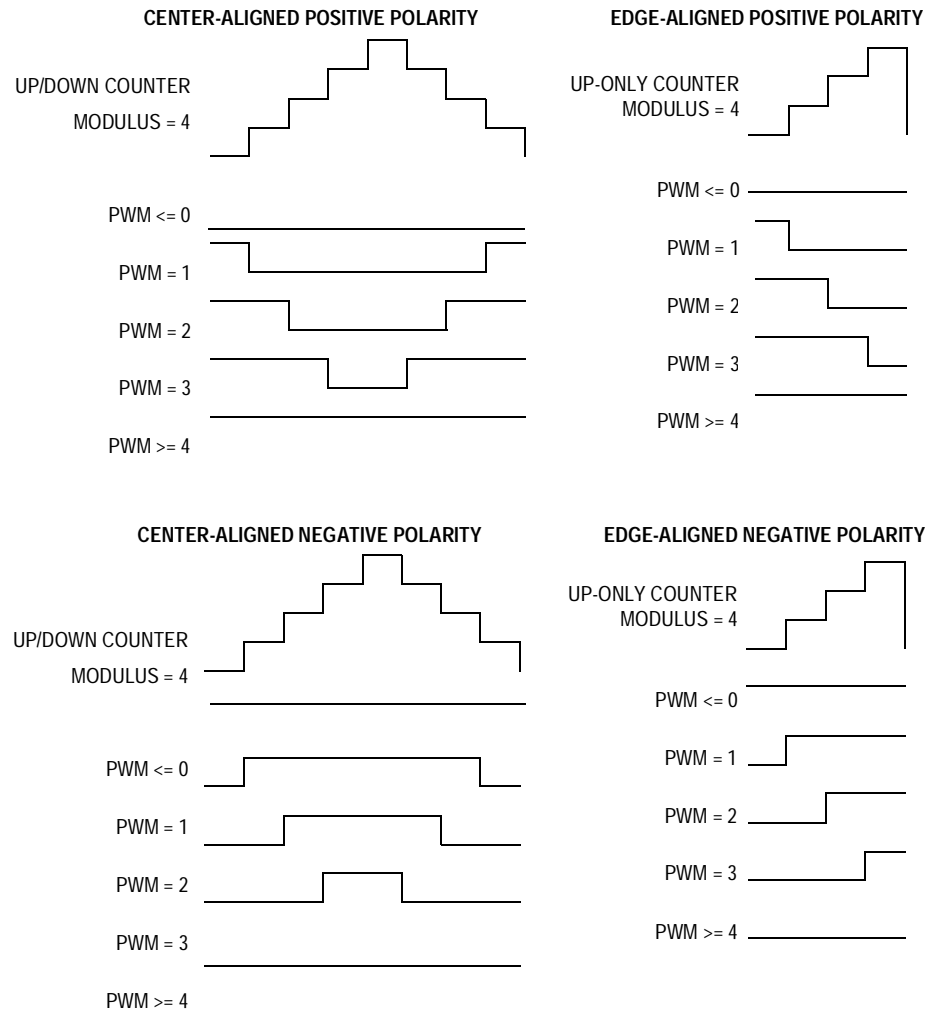 CENTER-ALIGNED POSITIVE POLARITY
UP/DOWN COUNTER
MODULUS = 4
PWM <= 0
PWM = 1
PWM = 2
PWM = 3
PWM >= 4
EDGE-ALIGNED POSITIVE POLARITY
UP-ONLY COUNTER
MODULUS = 4
PWM <= 0
PWM = 1
PWM = 2
PWM = 3
PWM >= 4
CENTER-ALIGNED NEGATIVE POLARITY
UP/DOWN COUNTER
MODULUS = 4
PWM <= 0
PWM = 1
PWM = 2
PWM = 3
PWM >= 4
EDGE-ALIGNED NEGATIVE POLARITY
UP-ONLY COUNTER
MODULUS = 4
PWM <= 0
PWM = 1
PWM = 2
PWM = 3
PWM >= 4